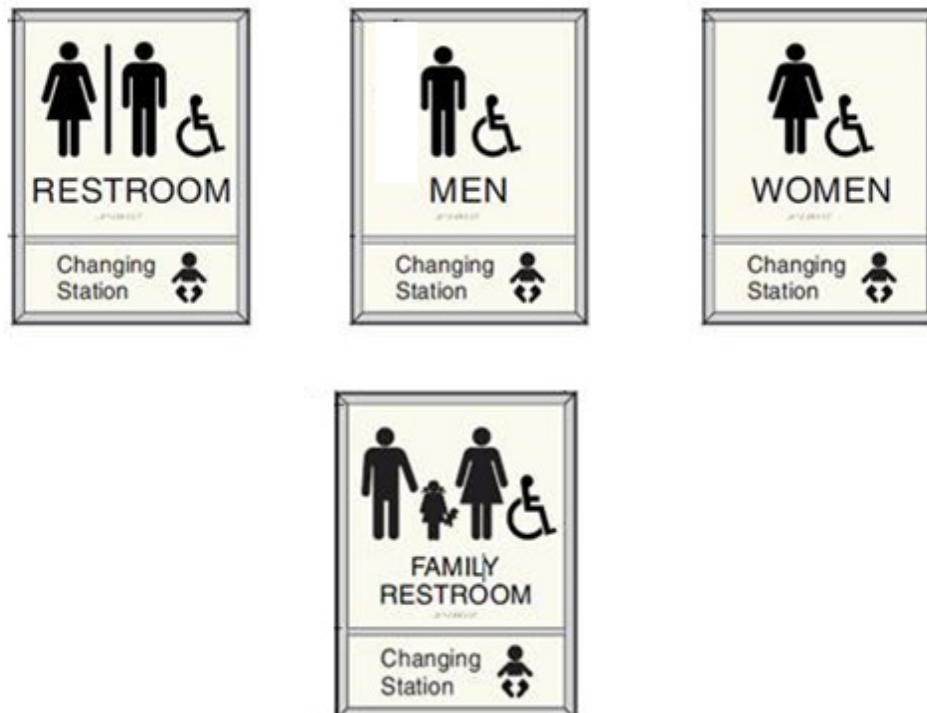 RESTROOM
Changing
Station
MEN
Changing
Station
WOMEN
Changing
Station
FAMILY
RESTROOM
Changing
Station